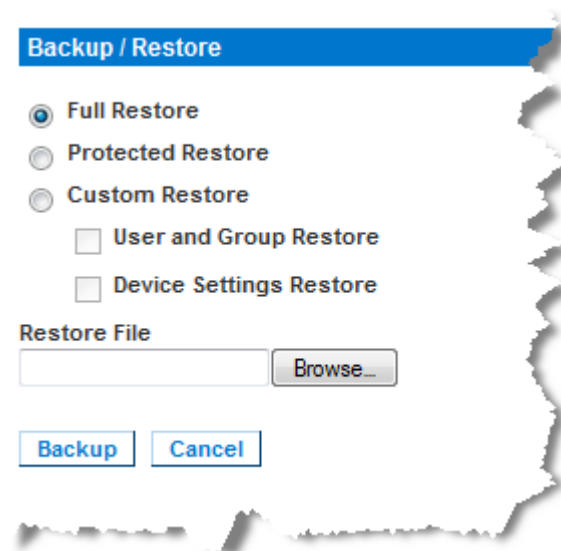 Backup / Restore
Full Restore
Protected Restore
Custom Restore
User and Group Restore
Device Settings Restore
Restore File
Browse...
Backup Cancel